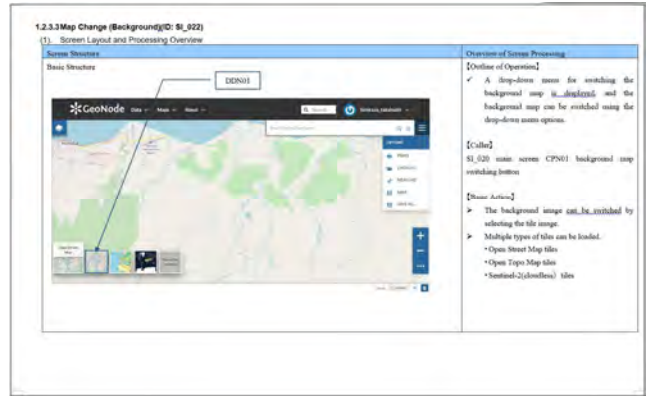 1.2.3.3Map Change (Background)(ID: SI_022)
(1). Screen Layout and Processing Overview
Screen Structure
Overview of Screen Processing
Basic Structure
DDN01
GeoNode Data Maps About
Search
【Outline of Operation】
✓ A drop-down menu for switching the
background map is displayed, and the
background map can be switched using the
drop-down menu options.
【Caller】
SI_020 main screen CPN01 background map
switching button
【Basic Action】
➢ The background image can be switched by
selecting the tile image.
➢ Multiple types of tiles can be loaded.
・Open Street Map tiles
・Open Topo Map tiles
・Sentinel-2(cloudless) tiles